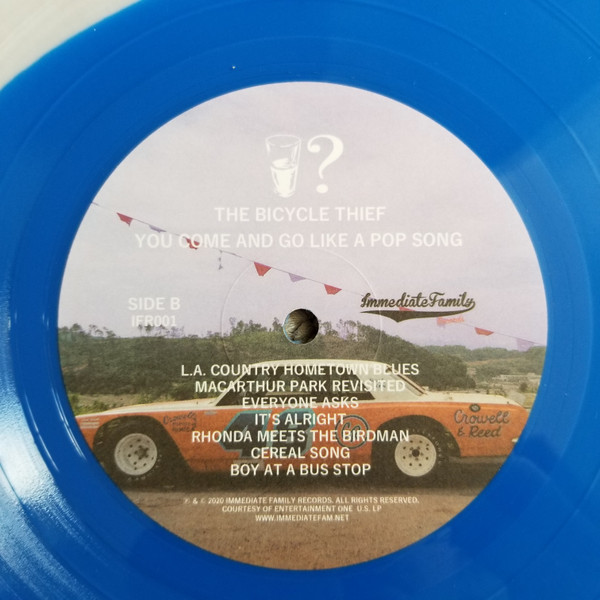 ?
THE BICYCLE THIEF
YOU COME AND GO LIKE A POP SONG
SIDE B
IFR001
Immediate Family
L.A. COUNTRY HOMETOWN BLUES
MACARTHUR PARK REVISITED
EVERYONE ASKS
IT'S ALRIGHT
RHONDA MEETS THE BIRDMAN
CEREAL SONG
BOY AT A BUS STOP
Crowell
& Reed
℗ & © 2020 IMMEDIATE FAMILY RECORDS. ALL RIGHTS RESERVED.
COURTESY OF ENTERTAINMENT ONE U.S. LP
WWW.IMMEDIATEFAM.NET